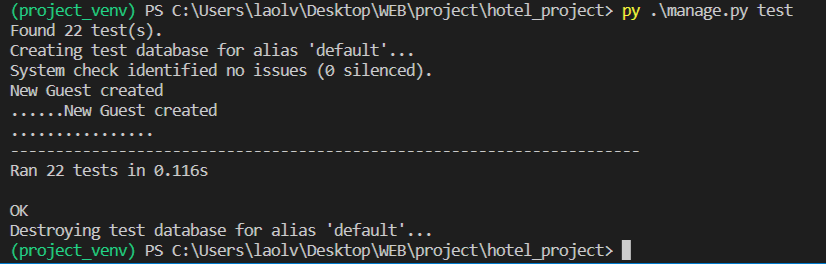 (project_venv) PS C:\Users\laolv\Desktop\WEB\project\hotel_project> py .\manage.py test
Found 22 test(s).
Creating test database for alias 'default'...
System check identified no issues (0 silenced).
New Guest created
......New Guest created
................
----------------------------------------------------------------------
Ran 22 tests in 0.116s

OK
Destroying test database for alias 'default'...
(project_venv) PS C:\Users\laolv\Desktop\WEB\project\hotel_project>